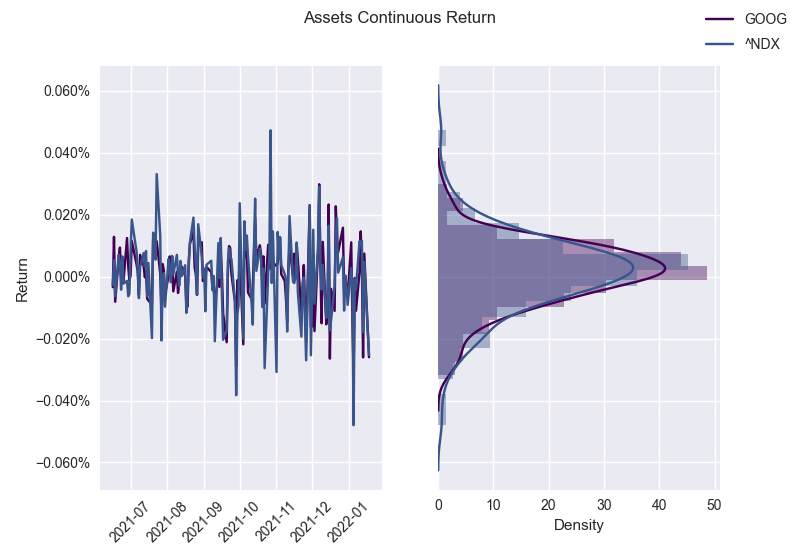 Assets Continuous Return
GOOG
^NDX
0.060%
0.040%
0.020%
0.000%
−0.020%
−0.040%
−0.060%
Return
2021-07
2021-08
2021-09
2021-10
2021-11
2021-12
2022-01
0 10 20 30 40 50
Density